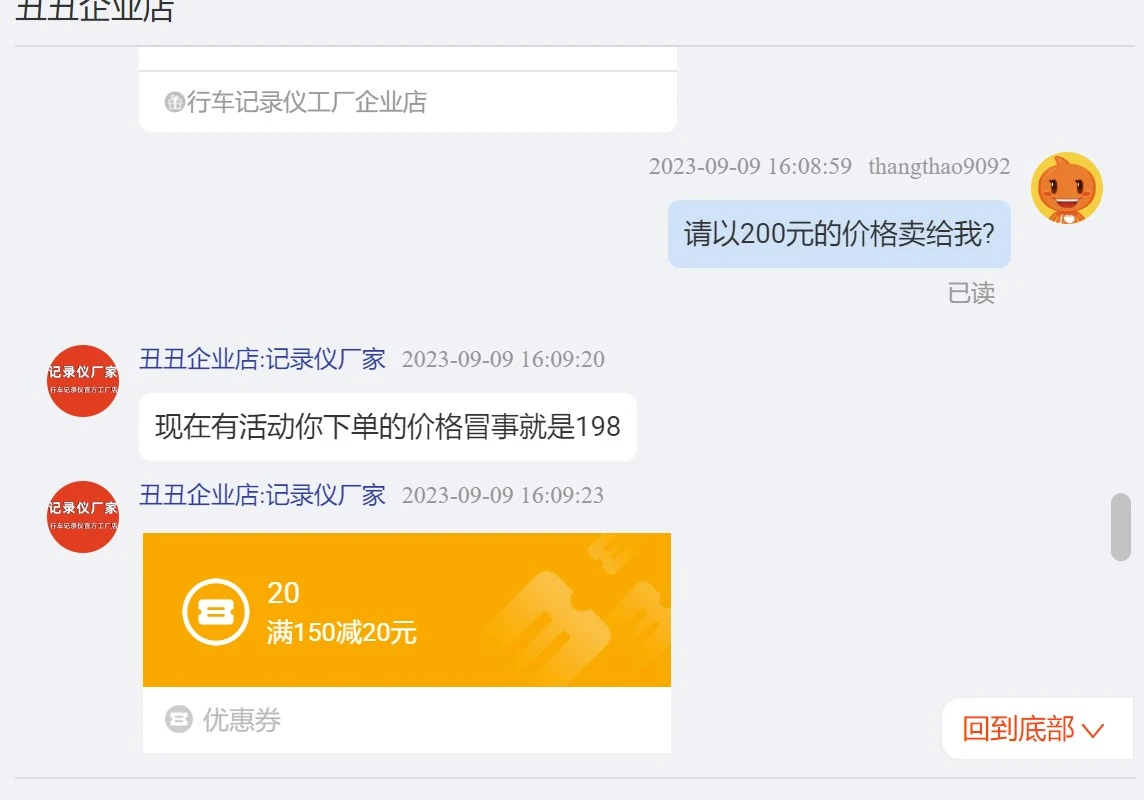 丑丑企业店
行车记录仪工厂企业店
2023-09-09 16:08:59 thangthao9092
请以200元的价格卖给我?
已读
丑丑企业店:记录仪厂家 2023-09-09 16:09:20
记录仪厂家
行车记录仪官方工厂店
现在有活动你下单的价格冒事就是198
丑丑企业店:记录仪厂家 2023-09-09 16:09:23
记录仪厂家
行车记录仪官方工厂店
20
满150减20元
优惠券
回到底部